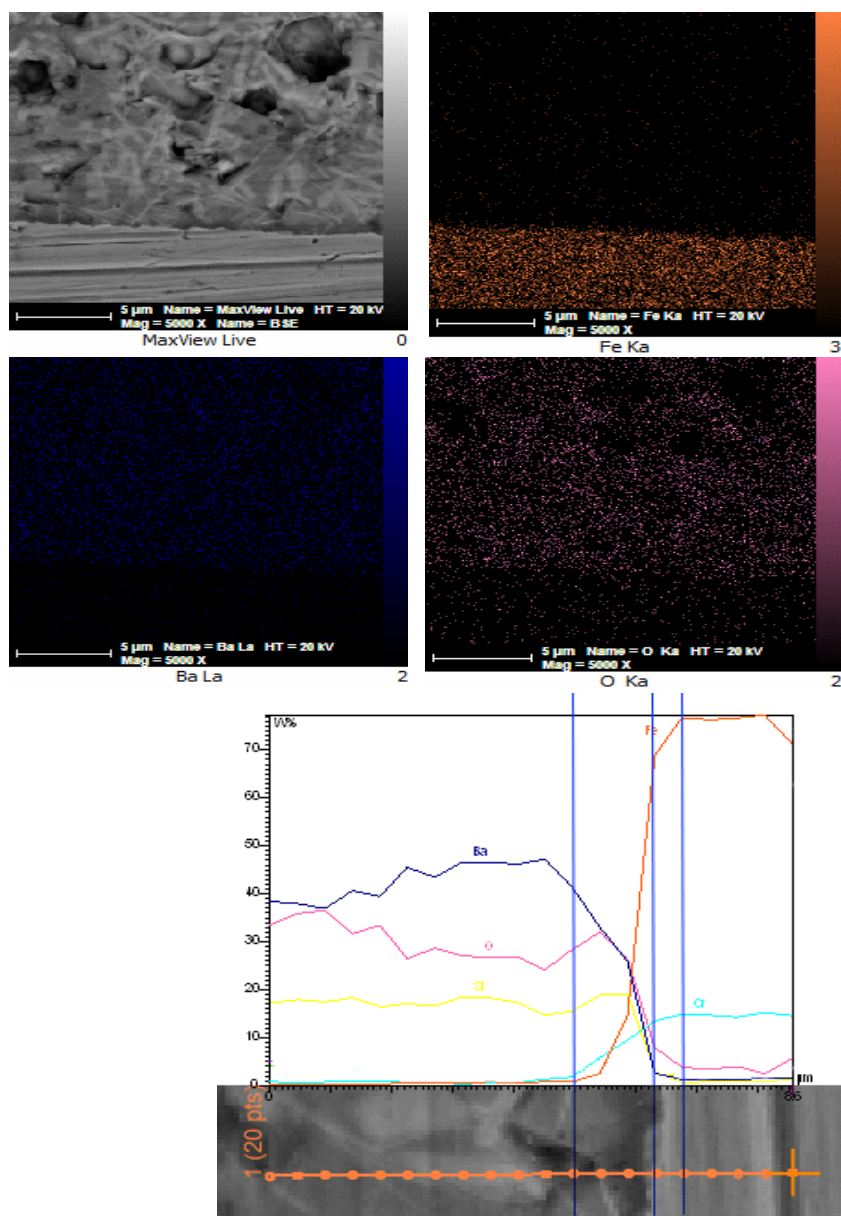 5 µm Name = MaxView Live HT = 20 kV
Mag = 5000 X Name = BSE
MaxView Live 0
5 µm Name = Fe Ka HT = 20 kV
Mag = 5000 X
Fe Ka 3
5 µm Name = Ba La HT = 20 kV
Mag = 5000 X
Ba La 2
5 µm Name = O Ka HT = 20 kV
Mag = 5000 X
O Ka 2
W%
Fe
70
60
50
Ba
40
30
O
20
Si
Cr
10
0
µm
0
1 (20 pts)